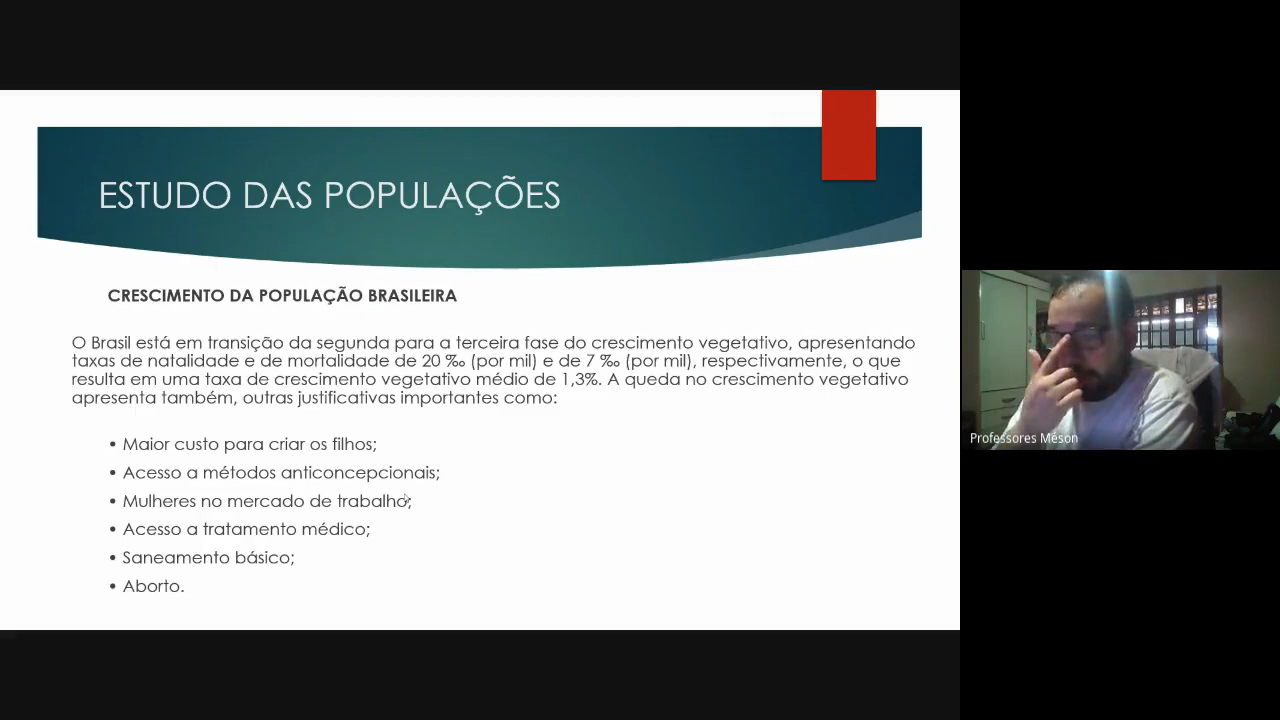 ESTUDO DAS POPULAÇÕES
CRESCIMENTO DA POPULAÇÃO BRASILEIRA
O Brasil está em transição da segunda para a terceira fase do crescimento vegetativo, apresentando
taxas de natalidade e de mortalidade de 20 ‰ (por mil) e de 7 ‰ (por mil), respectivamente, o que
resulta em uma taxa de crescimento vegetativo médio de 1,3%. A queda no crescimento vegetativo
apresenta também, outras justificativas importantes como:
• Maior custo para criar os filhos;
• Acesso a métodos anticoncepcionais;
• Mulheres no mercado de trabalho;
• Acesso a tratamento médico;
• Saneamento básico;
• Aborto.
Professores Méson